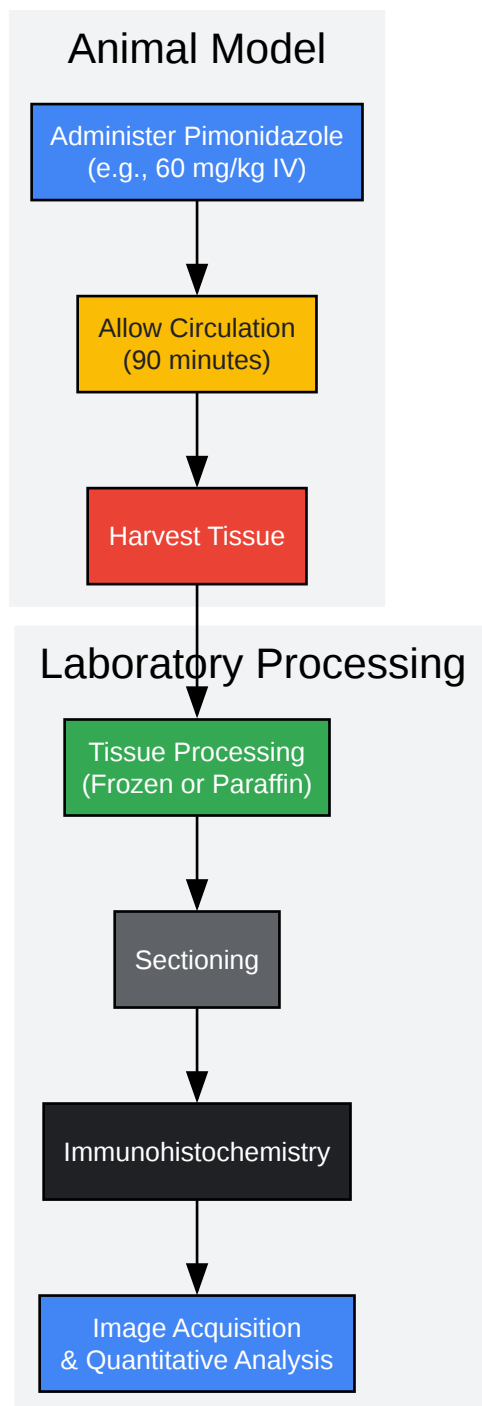 Animal Model
Administer Pimonidazole
(e.g., 60 mg/kg IV)
Allow Circulation
(90 minutes)
Harvest Tissue
Laboratory Processing
Tissue Processing
(Frozen or Paraffin)
Sectioning
Immunohistochemistry
Image Acquisition
& Quantitative Analysis